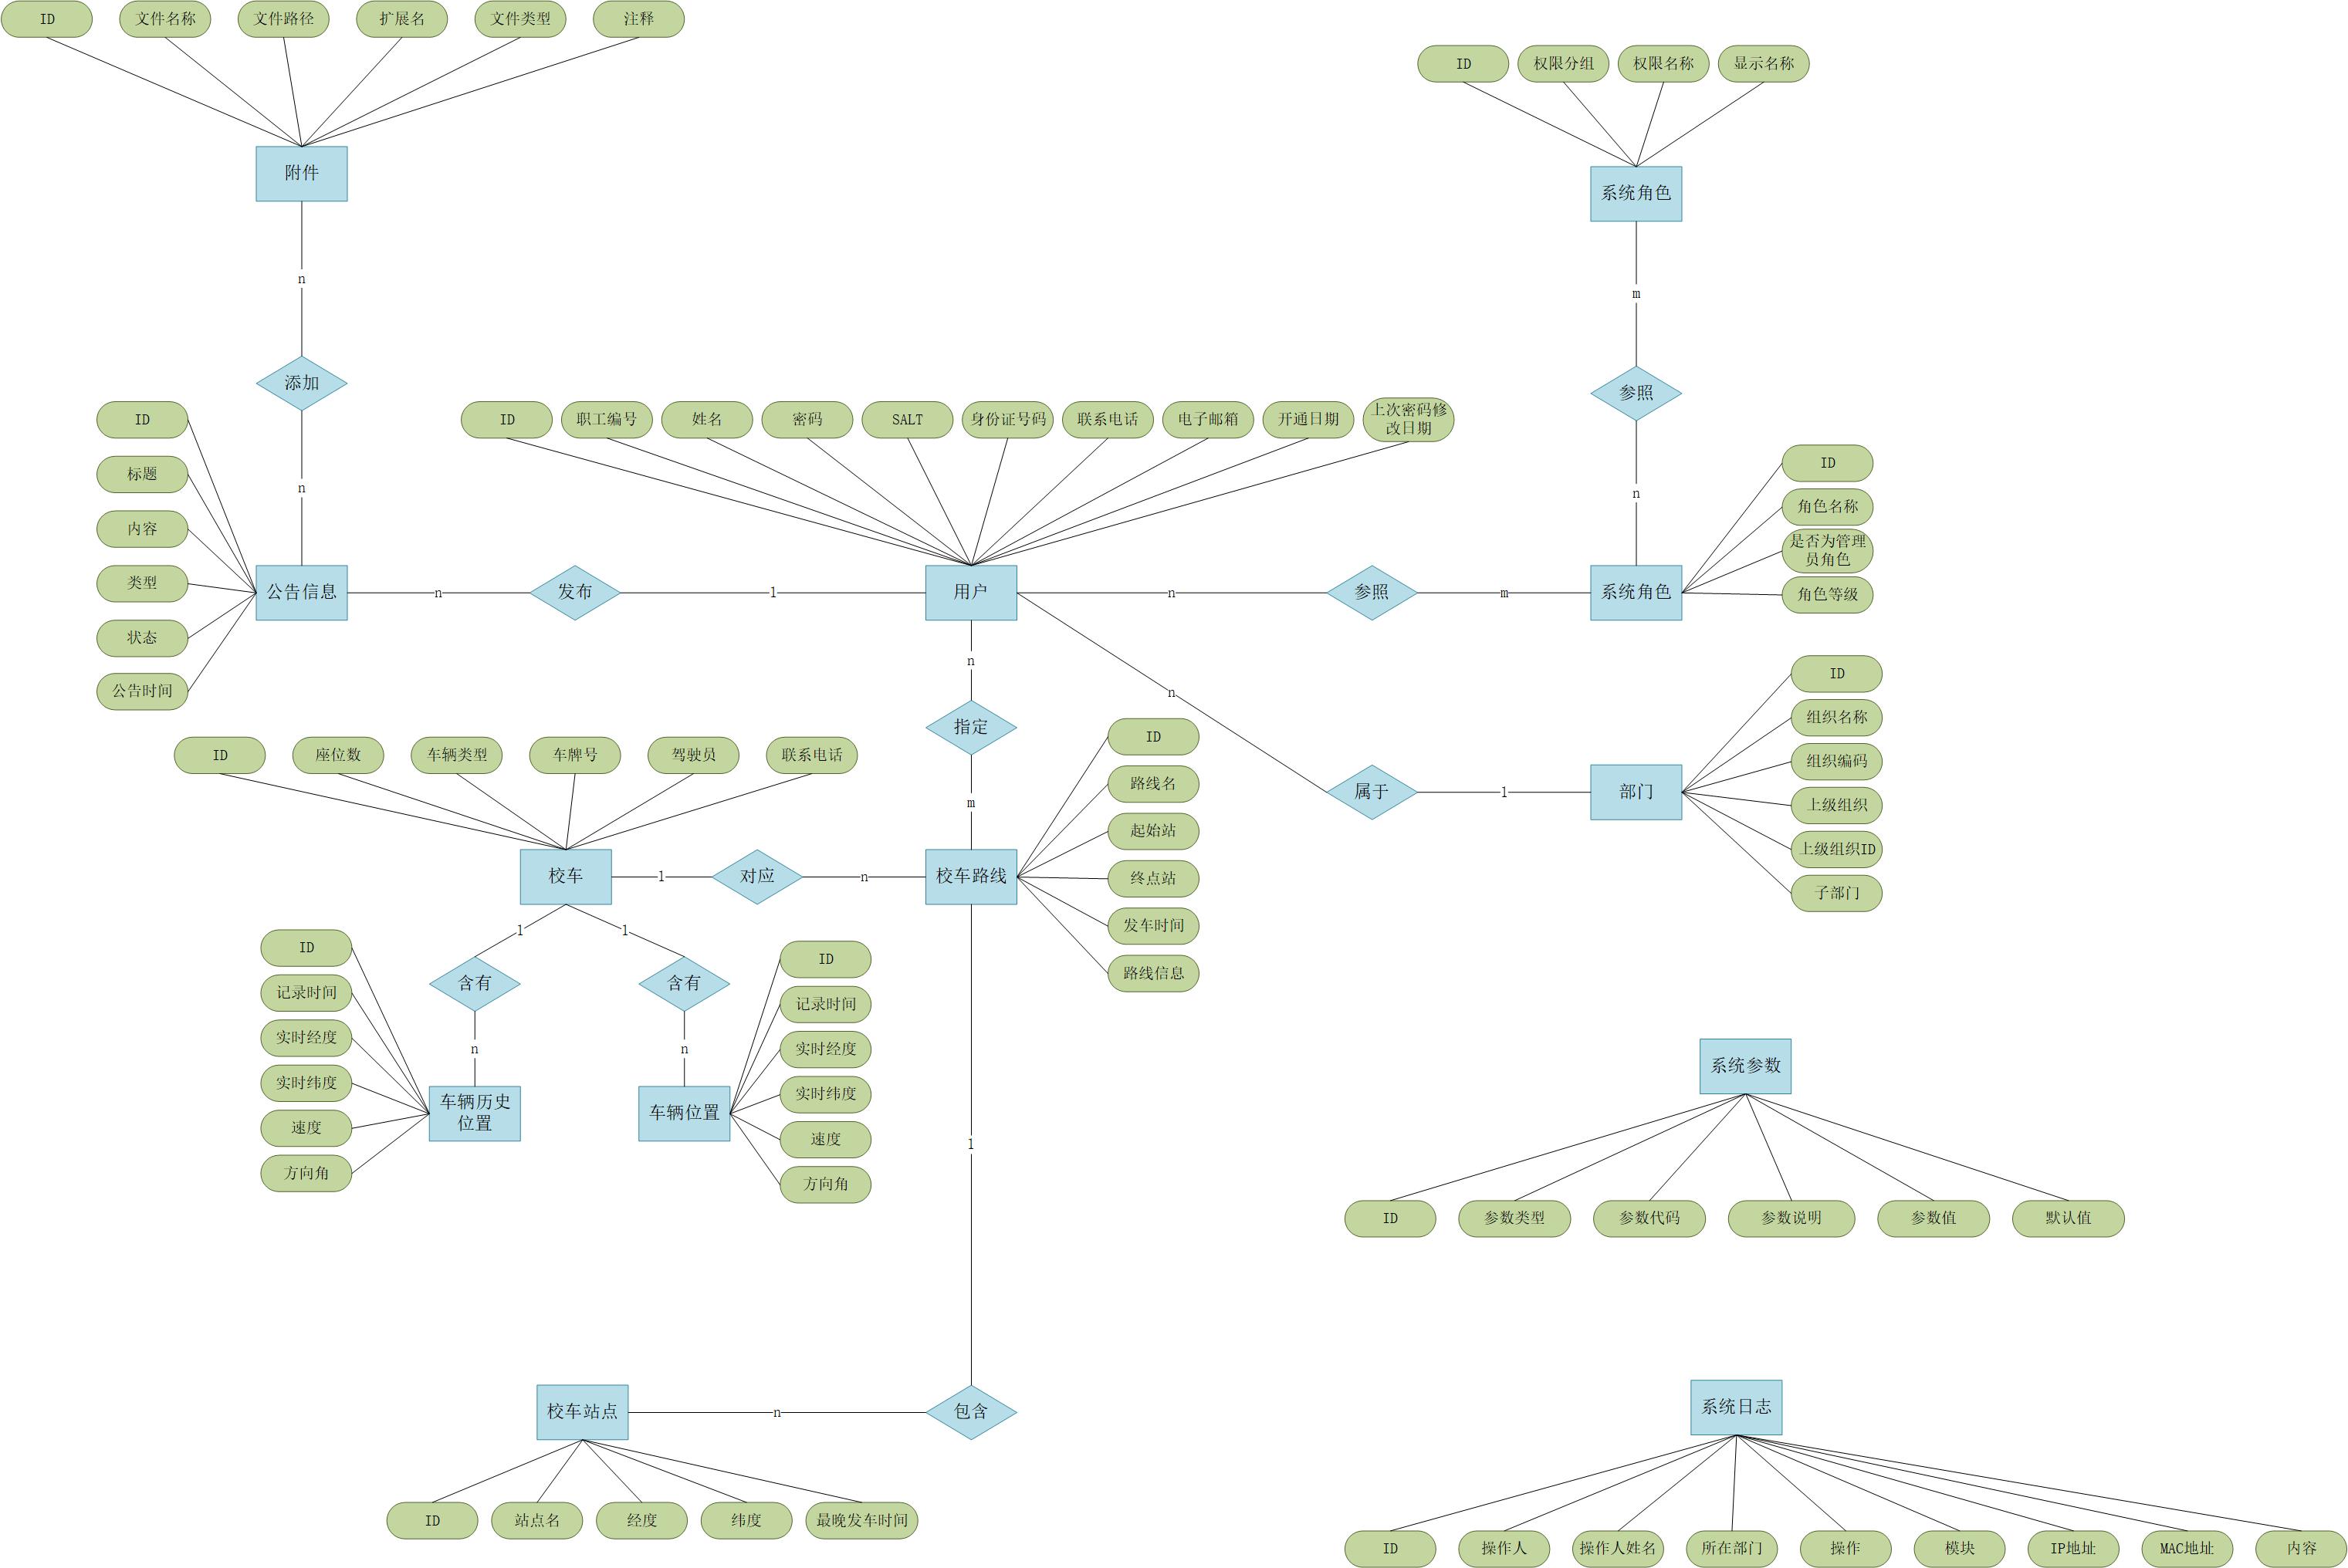 ID
文件名称
文件路径
扩展名
文件类型
注释
ID
权限分组
权限名称
显示名称
附件
系统角色
n
m
添加
参照
ID
标题
内容
类型
状态
公告时间
n
公告信息
n
发布
1
ID
职工编号
姓名
密码
SALT
身份证号码
联系电话
电子邮箱
开通日期
上次密码修
改日期
用户
n
参照
m
n
系统角色
ID
角色名称
是否为管理
员角色
角色等级
n
指定
m
n
属于
1
部门
ID
组织名称
组织编码
上级组织
上级组织ID
子部门
ID
座位数
车辆类型
车牌号
驾驶员
联系电话
校车
1
对应
n
校车路线
ID
路线名
起始站
终点站
发车时间
路线信息
1
1
含有
含有
n
n
ID
记录时间
实时经度
实时纬度
速度
方向角
车辆历史
位置
车辆位置
ID
记录时间
实时经度
实时纬度
速度
方向角
1
系统参数
ID
参数类型
参数代码
参数说明
参数值
默认值
校车站点
n
包含
ID
站点名
经度
纬度
最晚发车时间
系统日志
ID
操作人
操作人姓名
所在部门
操作
模块
IP地址
MAC地址
内容